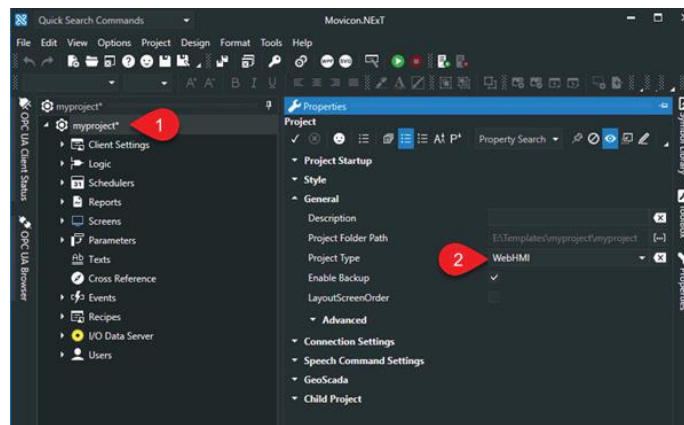 Quick Search Commands
Movicon.NExT
File Edit View Options Project Design Format Tools Help
A A B I U
OPC UA Client Status
OPC UA Browser
myproject*
myproject*
1
Client Settings
Logic
31 Schedulers
Reports
Screens
Parameters
Ab Texts
Cross Reference
Events
Recipes
I/O Data Server
Users
Properties
Project
Property Search
Project Startup
Style
General
Description
Project Folder Path E:\Templates\myproject\myproject [...]
Project Type 2 WebHMI
Enable Backup
LayoutScreenOrder
Advanced
Connection Settings
Speech Command Settings
GeoScada
Child Project
Symbol Library
Toolbox
Properties